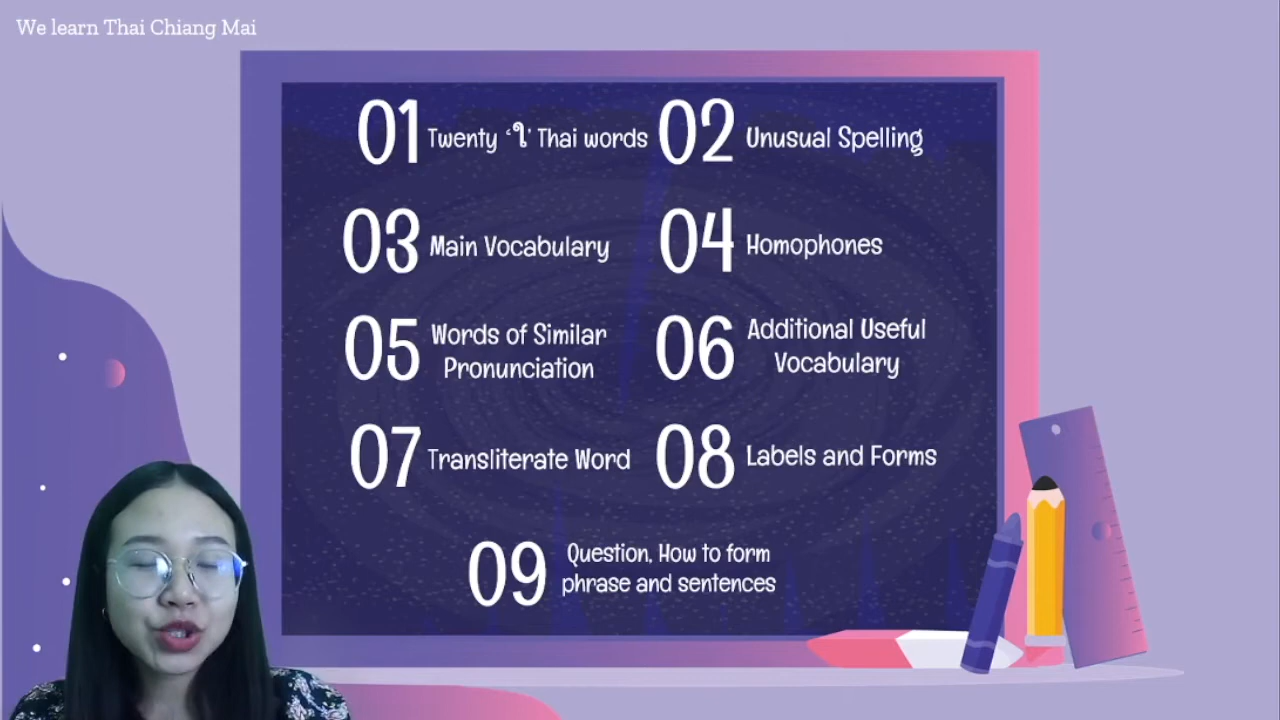 We learn Thai Chiang Mai
01 Twenty ‘ใ’ Thai words
02 Unusual Spelling
03 Main Vocabulary
04 Homophones
05 Words of Similar
Pronunciation
06 Additional Useful
Vocabulary
07 Transliterate Word
08 Labels and Forms
09 Question, How to form
phrase and sentences